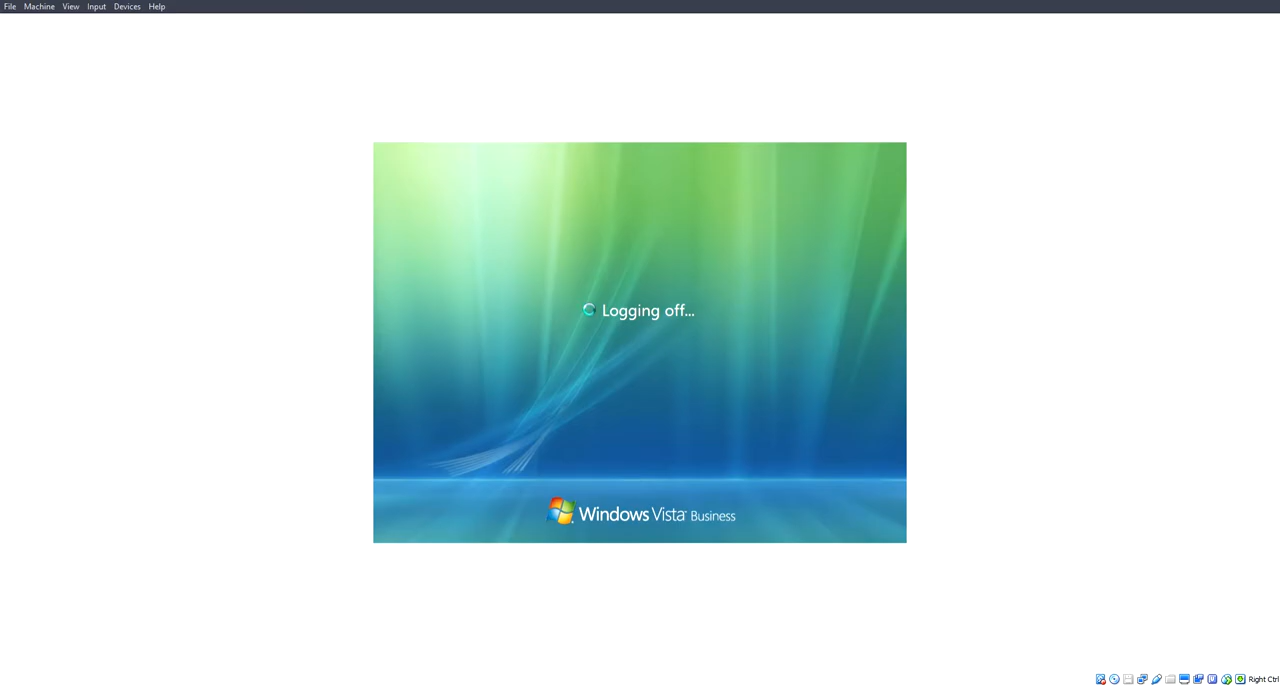 File Machine View Input Devices Help
Logging off...
Windows Vista Business
Right Ctrl